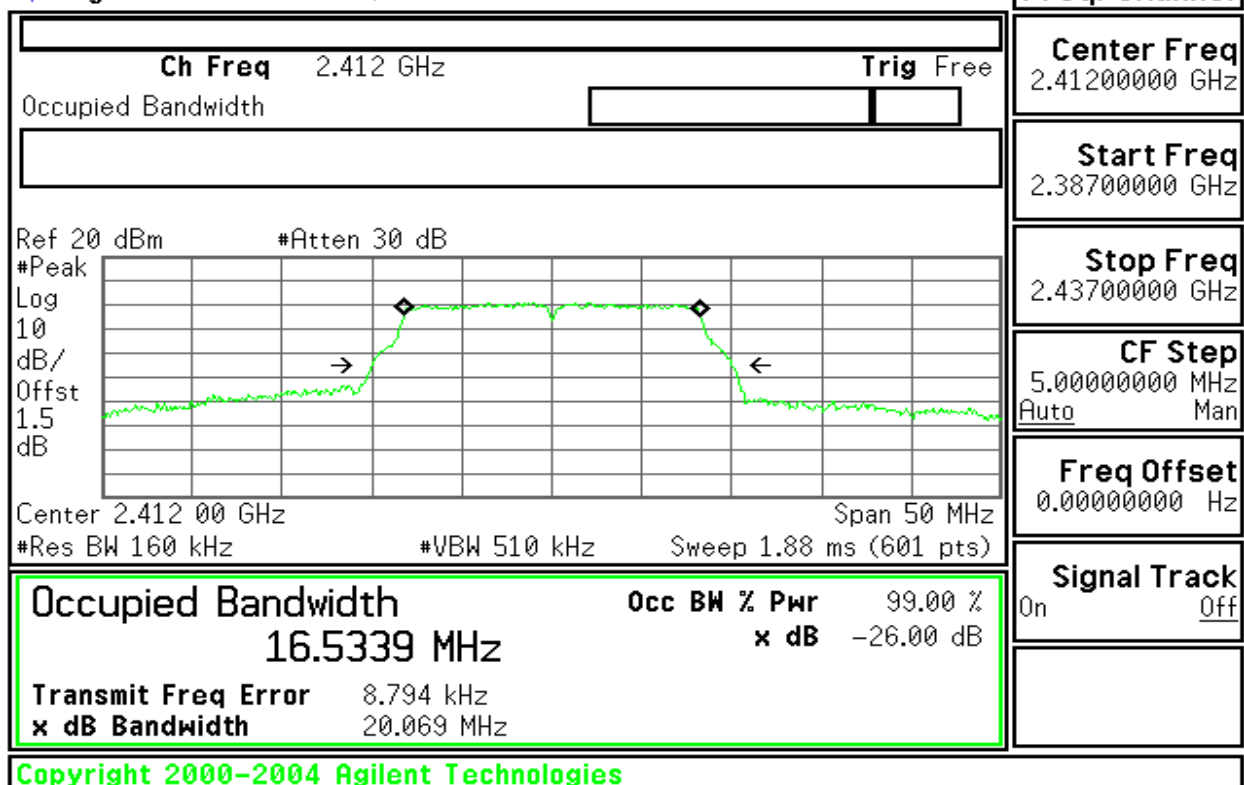 Ch Freq 2.412 GHz Trig Free
Occupied Bandwidth
Ref 20 dBm #Atten 30 dB
#Peak
Log
10
dB/
Offst
1.5
dB
Center 2.412 00 GHz Span 50 MHz
#Res BW 160 kHz #VBW 510 kHz Sweep 1.88 ms (601 pts)
Occupied Bandwidth
16.5339 MHz
Occ BW % Pwr 99.00 %
x dB -26.00 dB
Transmit Freq Error 8.794 kHz
x dB Bandwidth 20.069 MHz
Copyright 2000-2004 Agilent Technologies
Center Freq
2.41200000 GHz
Start Freq
2.38700000 GHz
Stop Freq
2.43700000 GHz
CF Step
5.00000000 MHz
Auto Man
Freq Offset
0.00000000 Hz
Signal Track
On Off